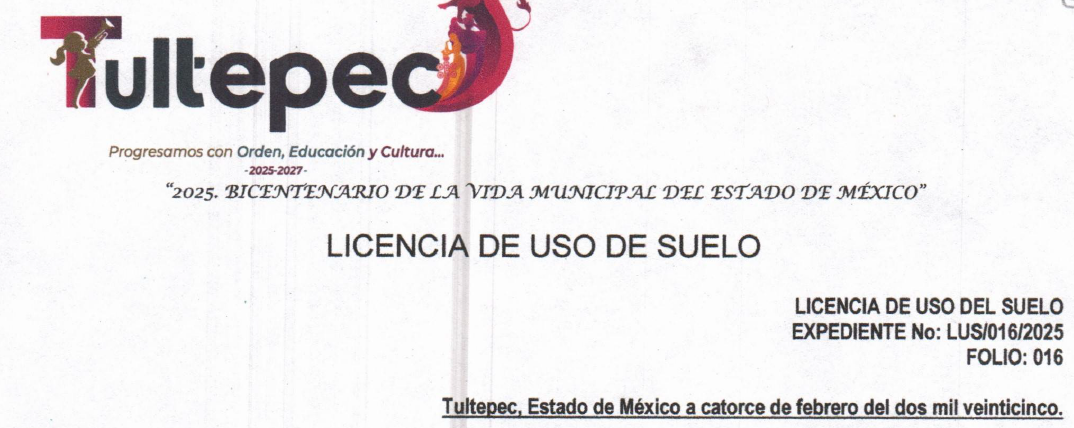 Tultepec
Progresamos con Orden, Educación y Cultura...
-2025-2027-
"2025. BICENTENARIO DE LA VIDA MUNICIPAL DEL ESTADO DE MÉXICO"
LICENCIA DE USO DE SUELO
LICENCIA DE USO DEL SUELO
EXPEDIENTE No: LUS/016/2025
FOLIO: 016
Tultepec, Estado de México a catorce de febrero del dos mil veinticinco.